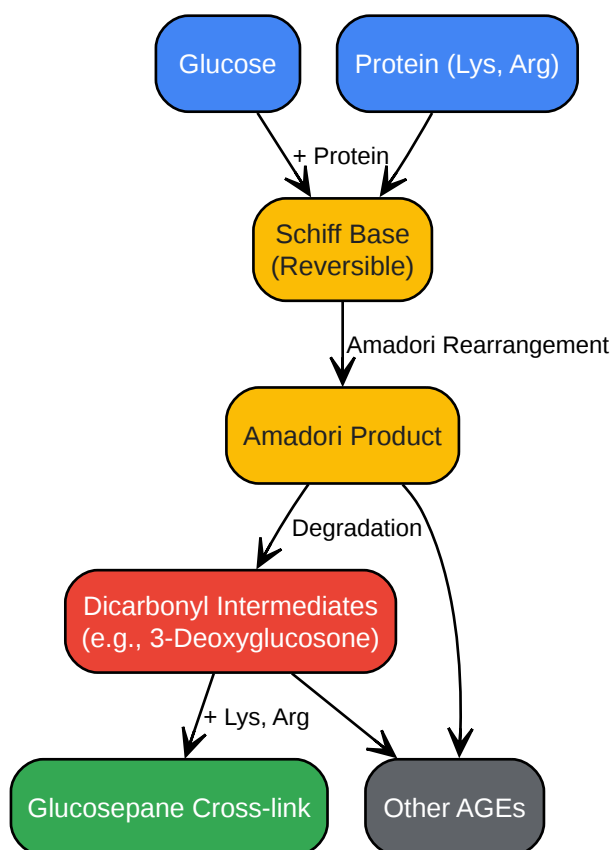 Glucose
Protein (Lys, Arg)
+ Protein
Schiff Base
(Reversible)
Amadori Rearrangement
Amadori Product
Degradation
Dicarbonyl Intermediates
(e.g., 3-Deoxyglucosone)
+ Lys, Arg
Glucosepane Cross-link
Other AGEs